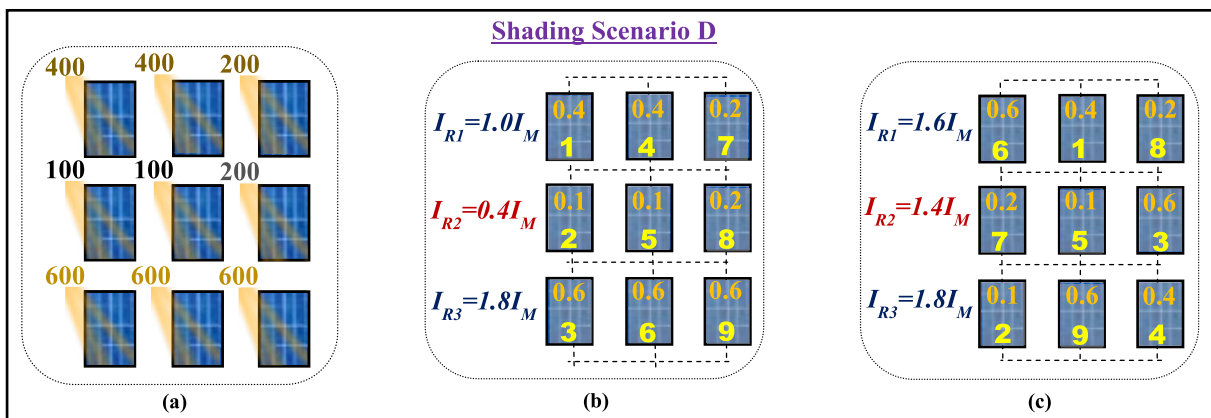 Shading Scenario D
400 400 200
100 100 200
600 600 600
(a)
I_R1=1.0I_M 0.4 0.4 0.2
1 4 7
I_R2=0.4I_M 0.1 0.1 0.2
2 5 8
I_R3=1.8I_M 0.6 0.6 0.6
3 6 9
(b)
I_R1=1.6I_M 0.6 0.4 0.2
6 1 8
I_R2=1.4I_M 0.2 0.1 0.6
7 5 3
I_R3=1.8I_M 0.1 0.6 0.4
2 9 4
(c)